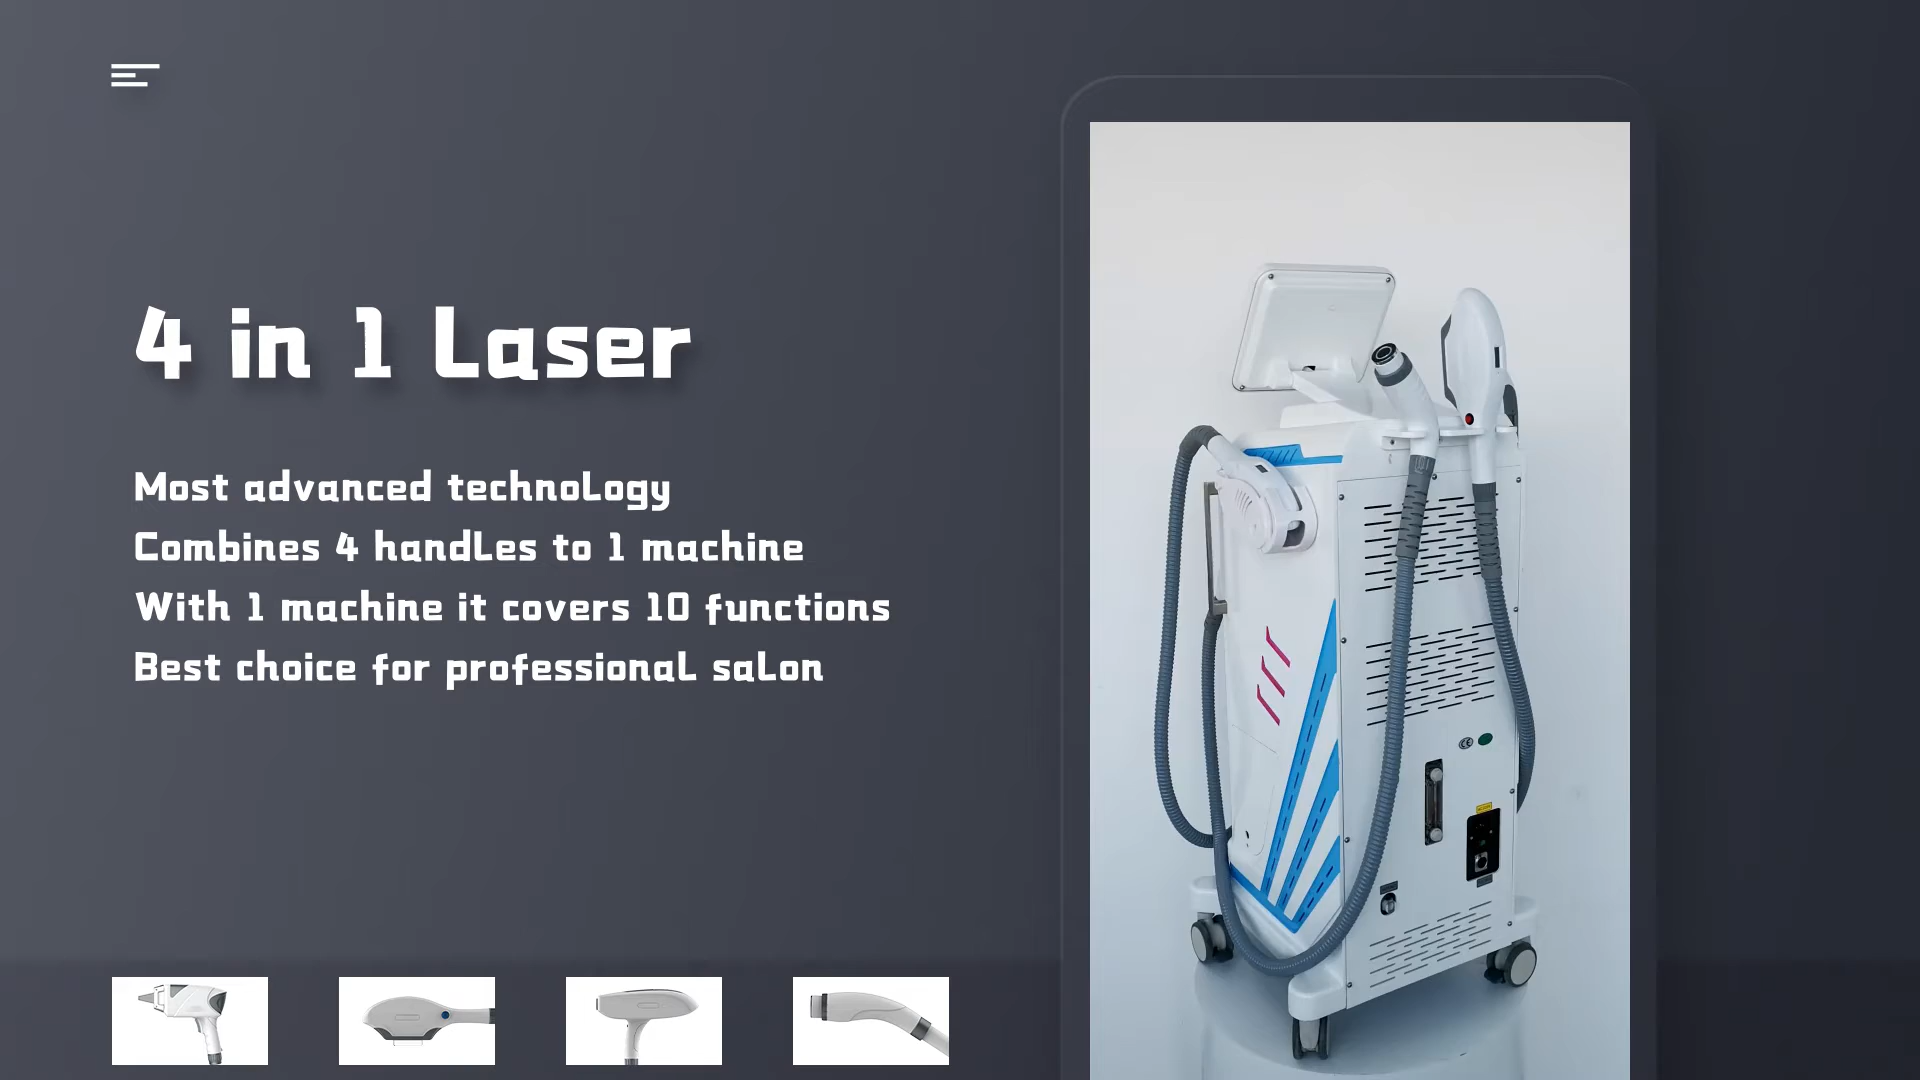 4 in 1 Laser
Most advanced technology
Combines 4 handles to 1 machine
With 1 machine it covers 10 functions
Best choice for professional salon
CE